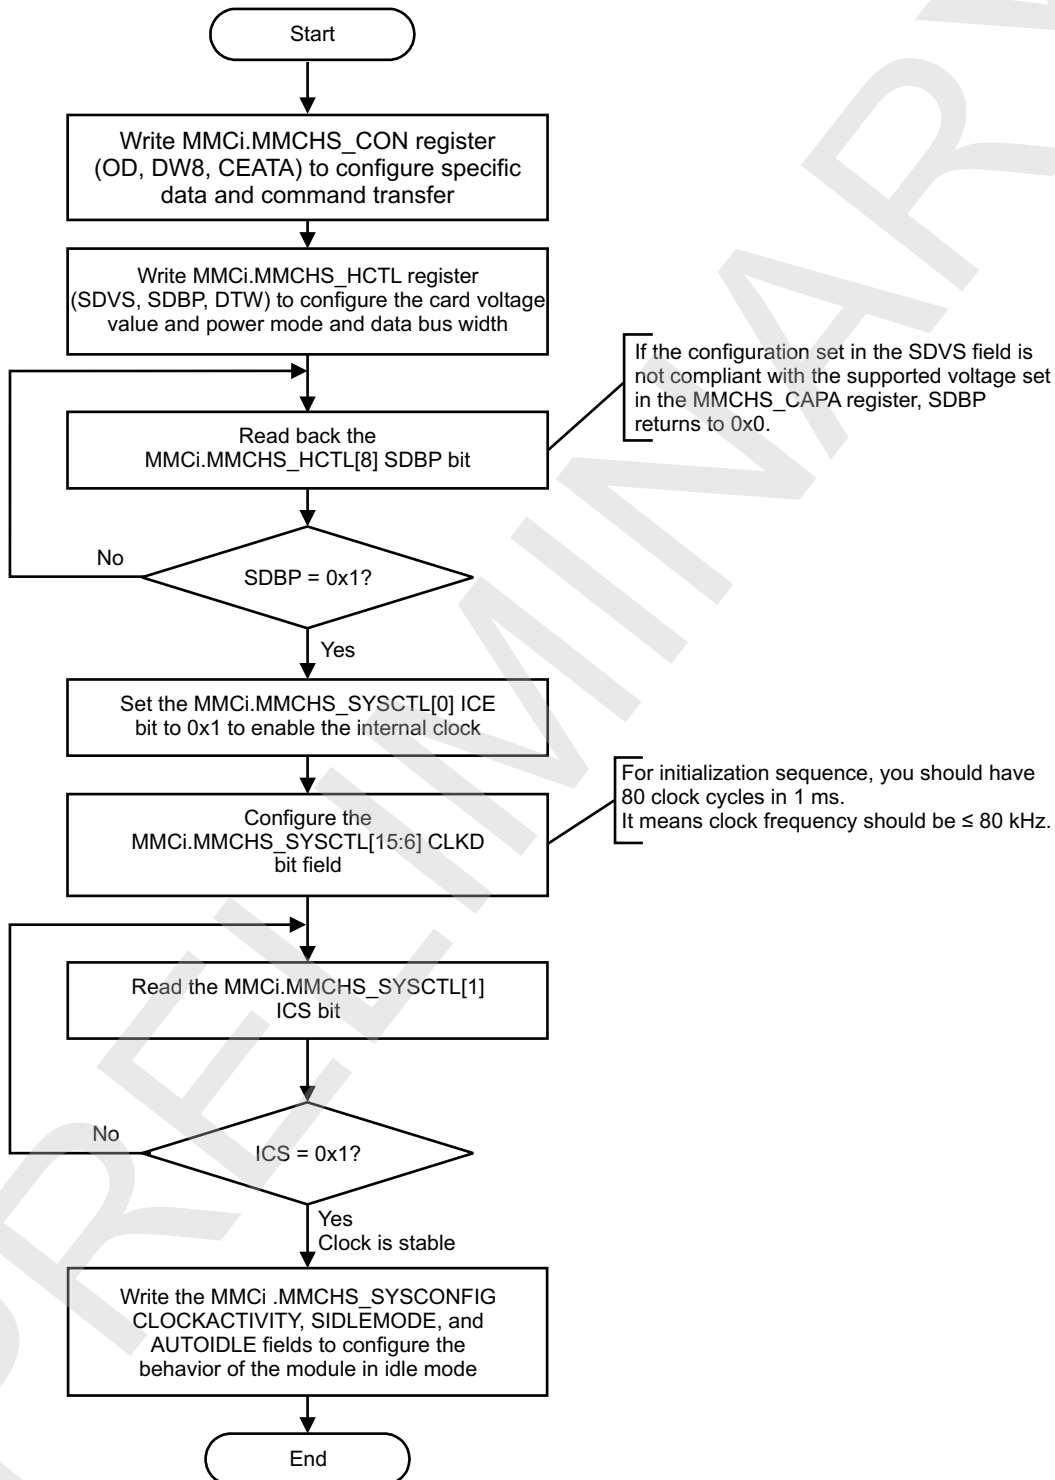 Start
Write MMCi.MMCHS_CON register
(OD, DW8, CEATA) to configure specific
data and command transfer
Write MMCi.MMCHS_HCTL register
(SDVS, SDBP, DTW) to configure the card voltage
value and power mode and data bus width
If the configuration set in the SDVS field is
not compliant with the supported voltage set
in the MMCHS_CAPA register, SDBP
returns to 0x0.
Read back the
MMCi.MMCHS_HCTL[8] SDBP bit
No
SDBP = 0x1?
Yes
Set the MMCi.MMCHS_SYSCTL[0] ICE
bit to 0x1 to enable the internal clock
For initialization sequence, you should have
80 clock cycles in 1 ms.
It means clock frequency should be ≤ 80 kHz.
Configure the
MMCi.MMCHS_SYSCTL[15:6] CLKD
bit field
Read the MMCi.MMCHS_SYSCTL[1]
ICS bit
No
ICS = 0x1?
Yes
Clock is stable
Write the MMCi .MMCHS_SYSCONFIG
CLOCKACTIVITY, SIDLEMODE, and
AUTOIDLE fields to configure the
behavior of the module in idle mode
End
PRELIMINARY